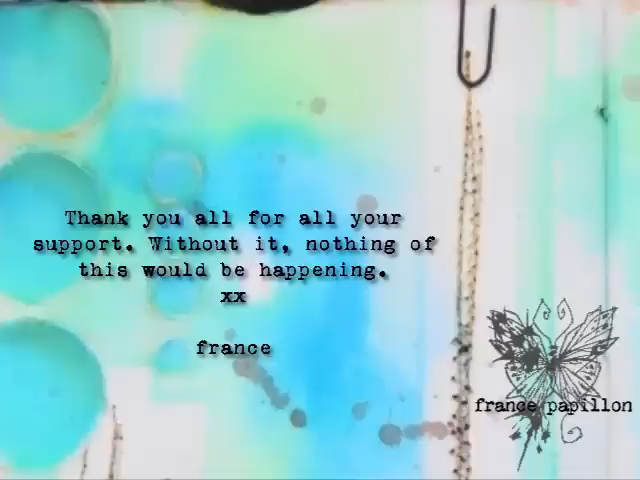 Thank you all for all your
support. Without it, nothing of
this would be happening.
xx
france
france papillon